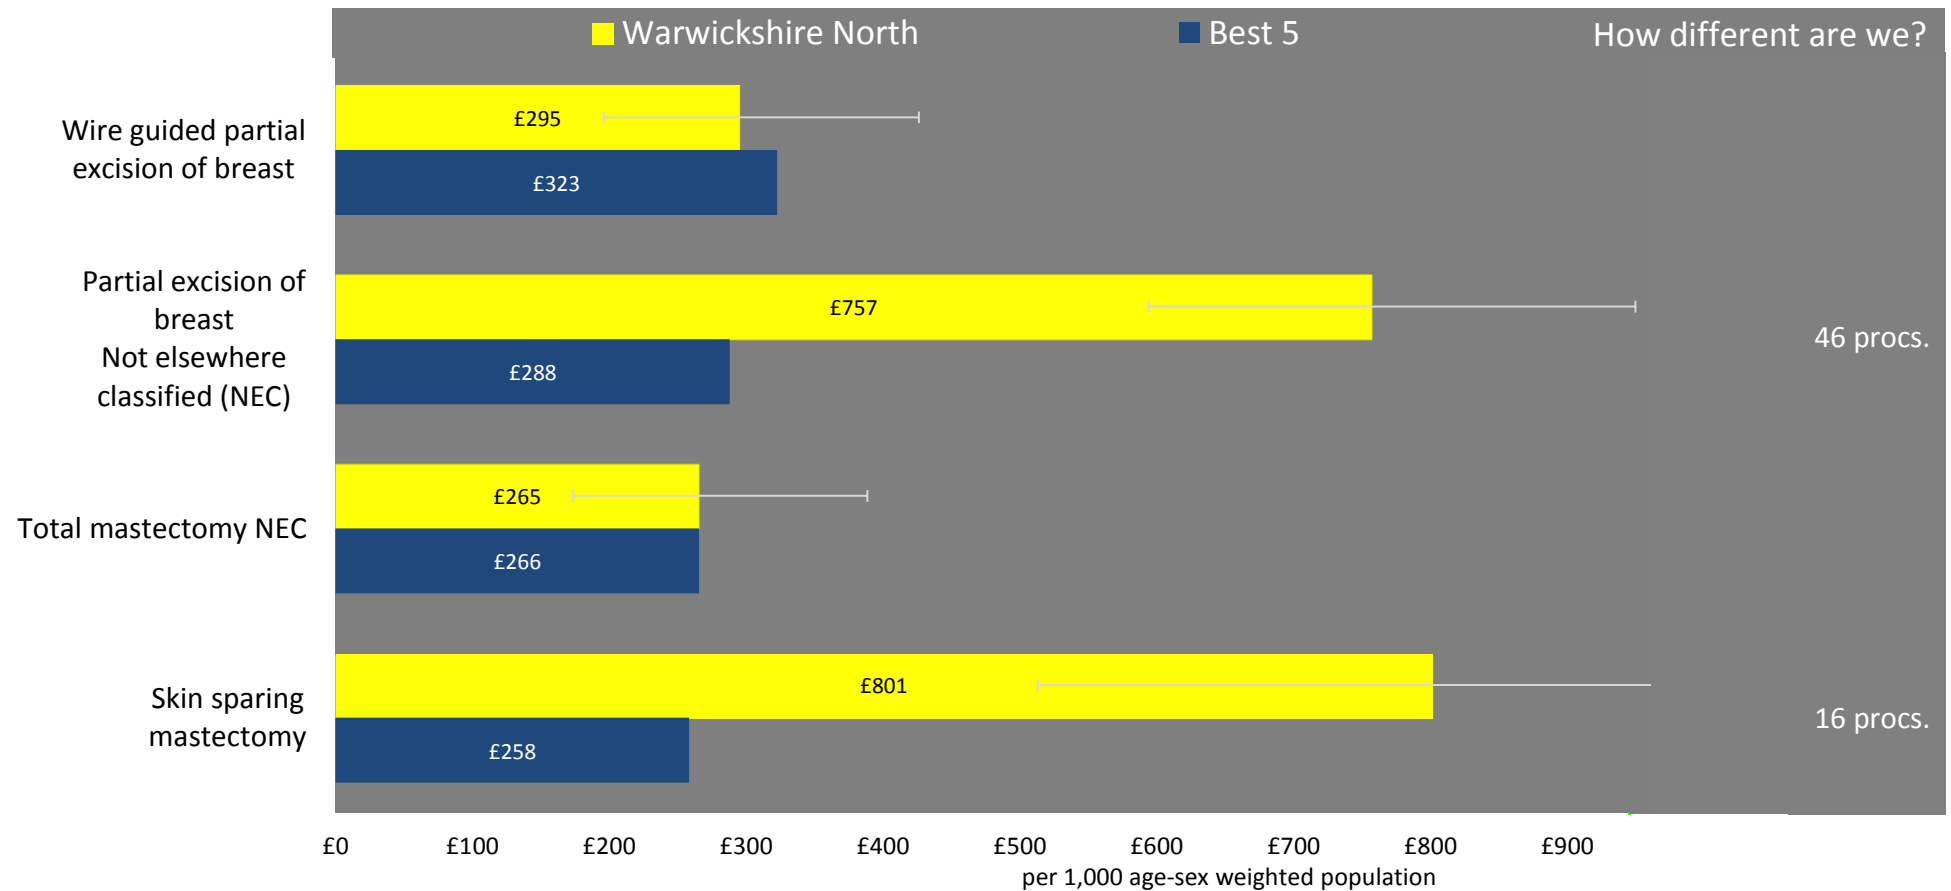 Warwickshire North
Best 5
How different are we?
Wire guided partial
excision of breast
£295
£323
Partial excision of
breast
Not elsewhere
classified (NEC)
£757
£288
46 procs.
Total mastectomy NEC
£265
£266
Skin sparing
mastectomy
£801
£258
16 procs.
£0 £100 £200 £300 £400 £500 £600 £700 £800 £900
per 1,000 age-sex weighted population